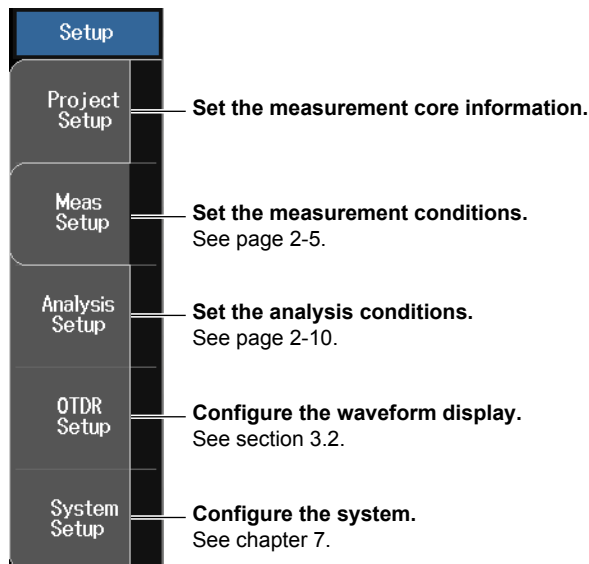 Setup
Project
Setup
Set the measurement core information.
Meas
Setup
Set the measurement conditions.
See page 2-5.
Analysis
Setup
Set the analysis conditions.
See page 2-10.
OTDR
Setup
Configure the waveform display.
See section 3.2.
System
Setup
Configure the system.
See chapter 7.